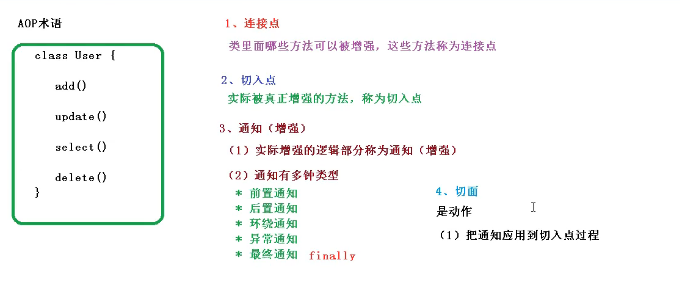 AOP术语
class User {
add()
update()
select()
delete()
}
1、连接点
类里面哪些方法可以被增强，这些方法称为连接点
2、切入点
实际被真正增强的方法，称为切入点
3、通知（增强）
（1）实际增强的逻辑部分称为通知（增强）
（2）通知有多钟类型
* 前置通知
* 后置通知
* 环绕通知
* 异常通知
* 最终通知 finally
4、切面
是动作
（1）把通知应用到切入点过程